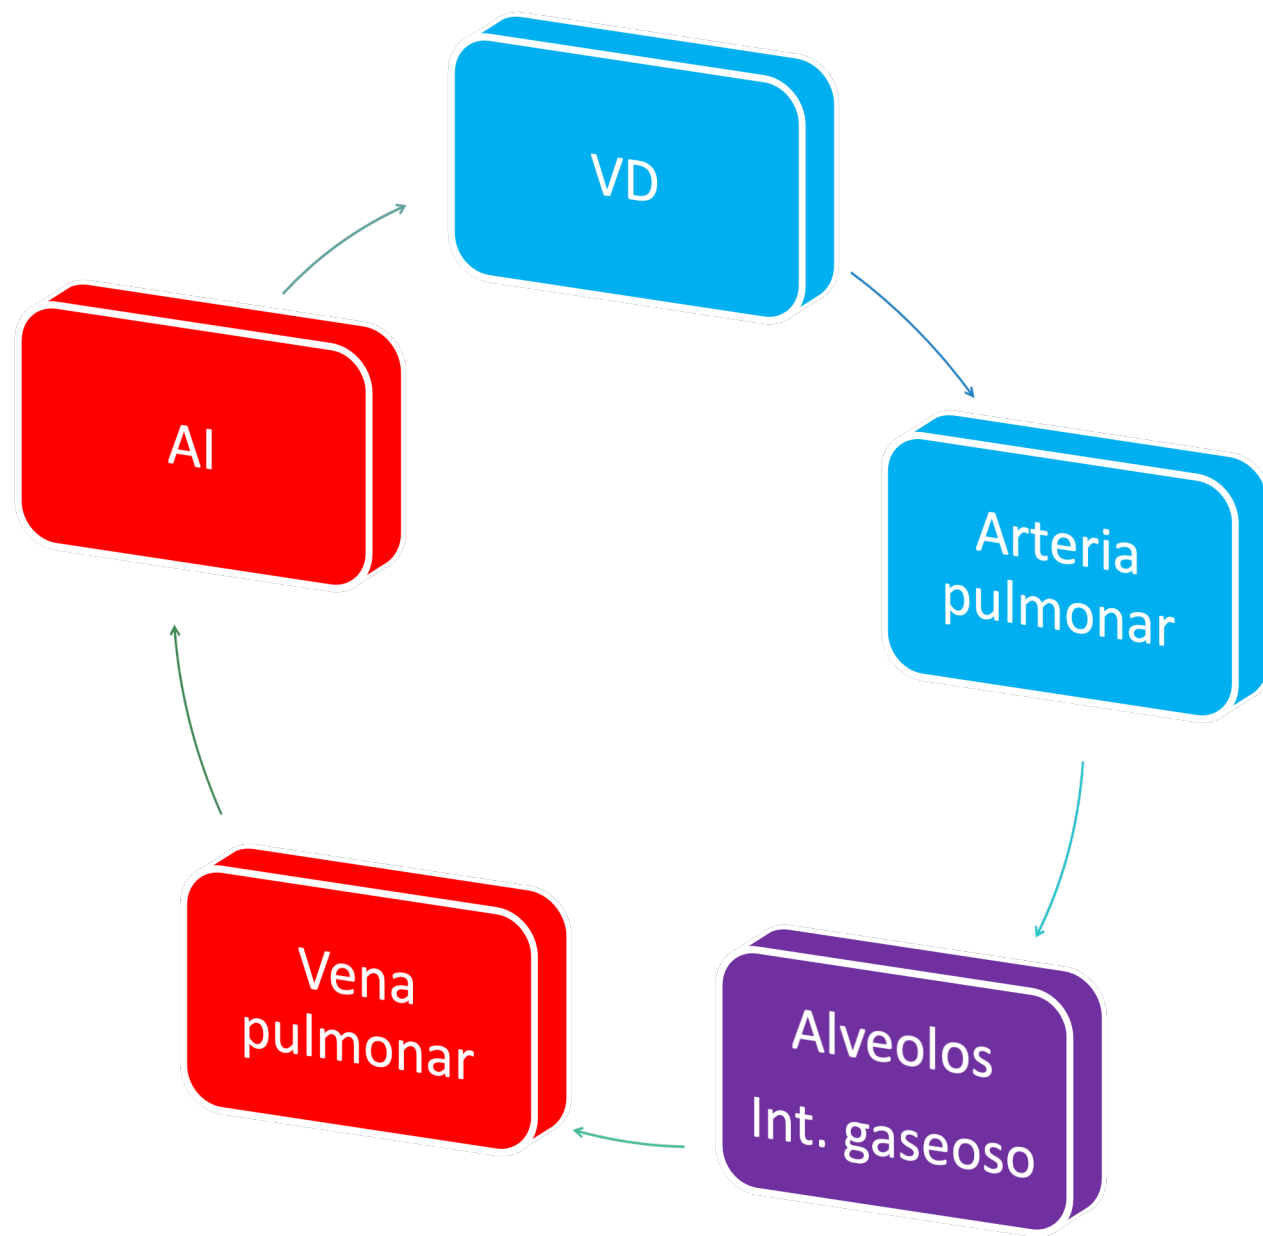 VD
Arteria
pulmonar
Alveolos
Int. gaseoso
Vena
pulmonar
AI